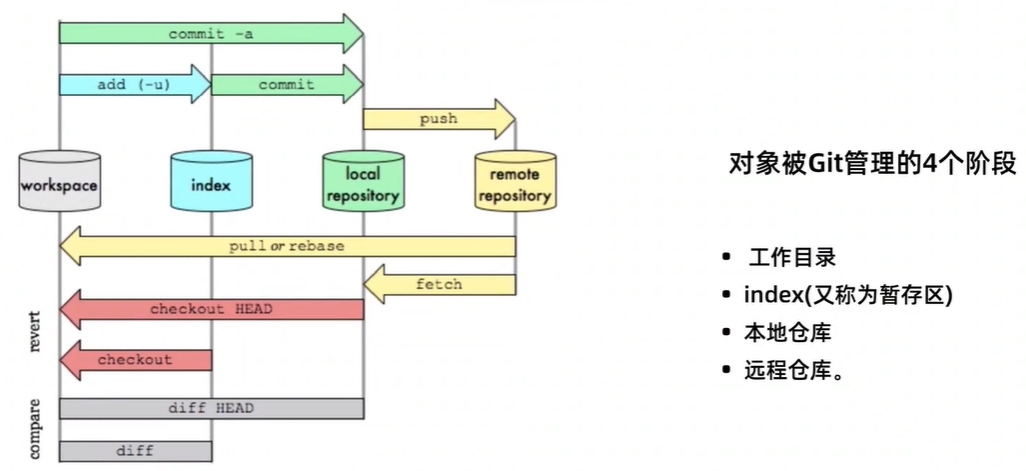 commit -a
add (-u)
commit
push
workspace
index
local
repository
remote
repository
pull or rebase
fetch
revert
checkout HEAD
checkout
compare
diff HEAD
diff
对象被Git管理的4个阶段
• 工作目录
• index(又称为暂存区)
• 本地仓库
• 远程仓库。